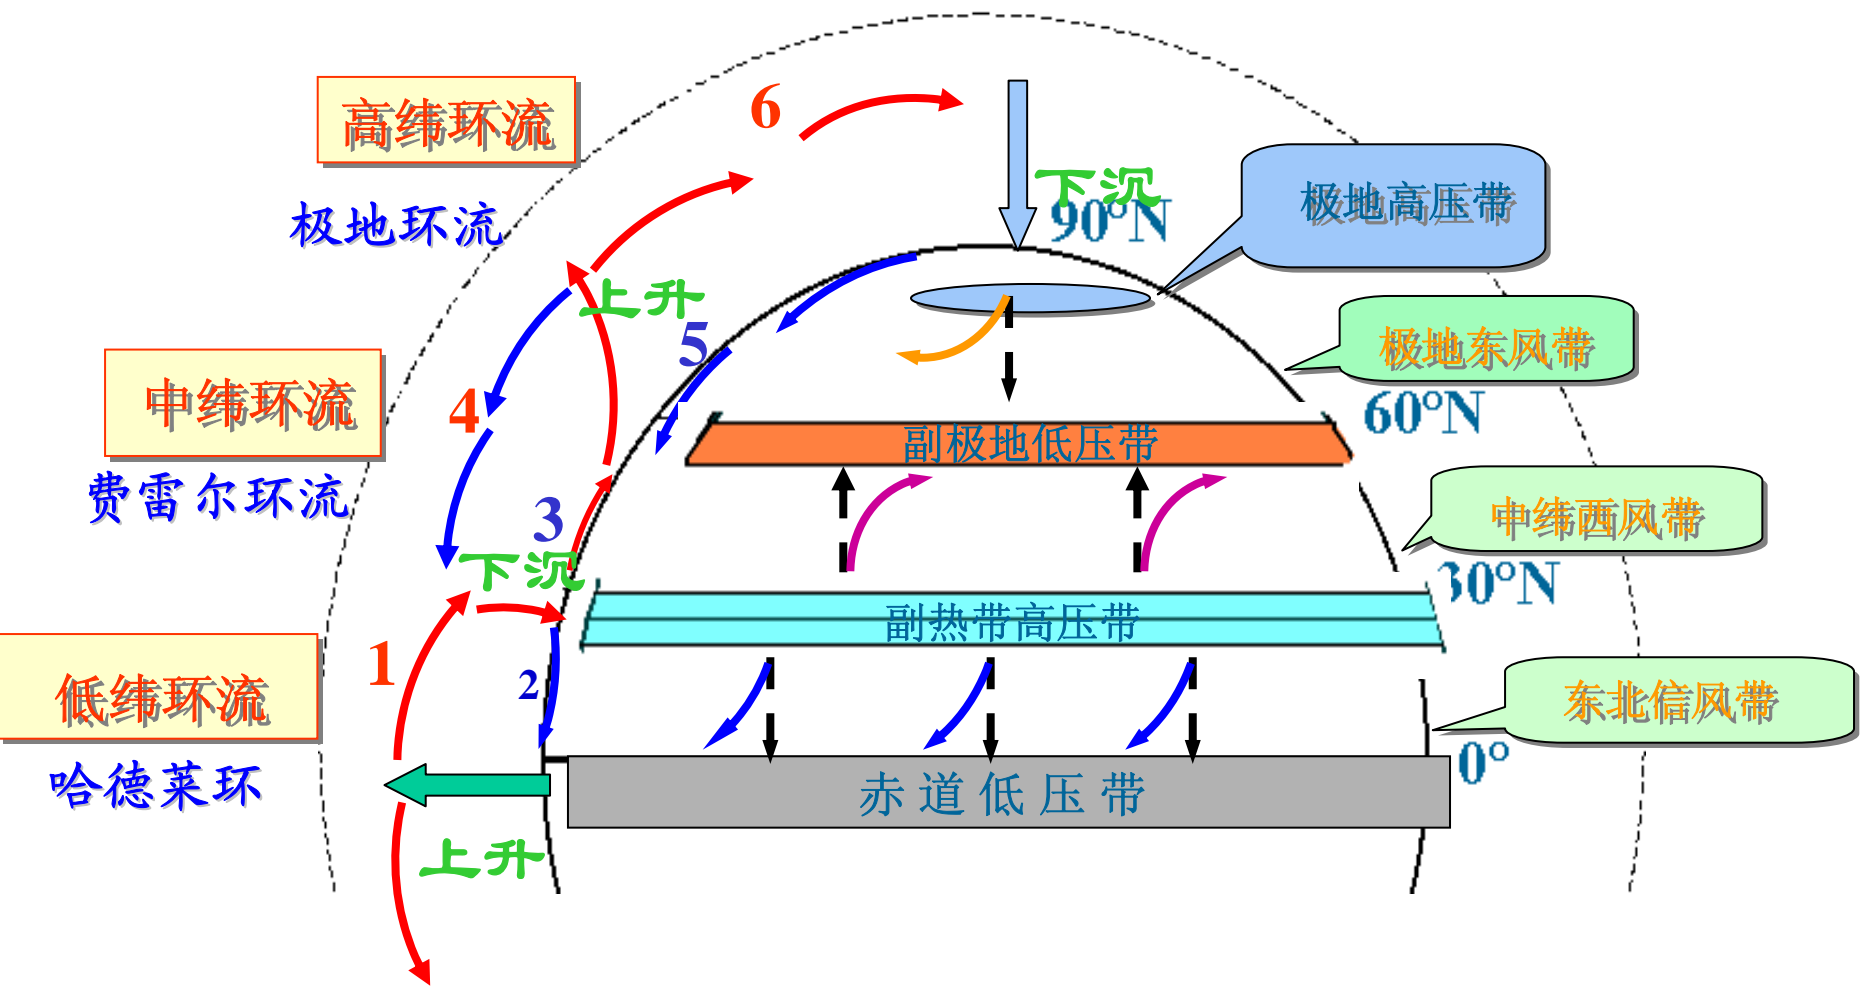 6
高纬环流
下沉
极地高压带
90°N
极地环流
上升
5
极地东风带
中纬环流
4
60°N
副极地低压带
费雷尔环流
3
中纬西风带
下沉
30°N
副热带高压带
1
2
低纬环流
东北信风带
0°
哈德莱环
赤道低压带
上升